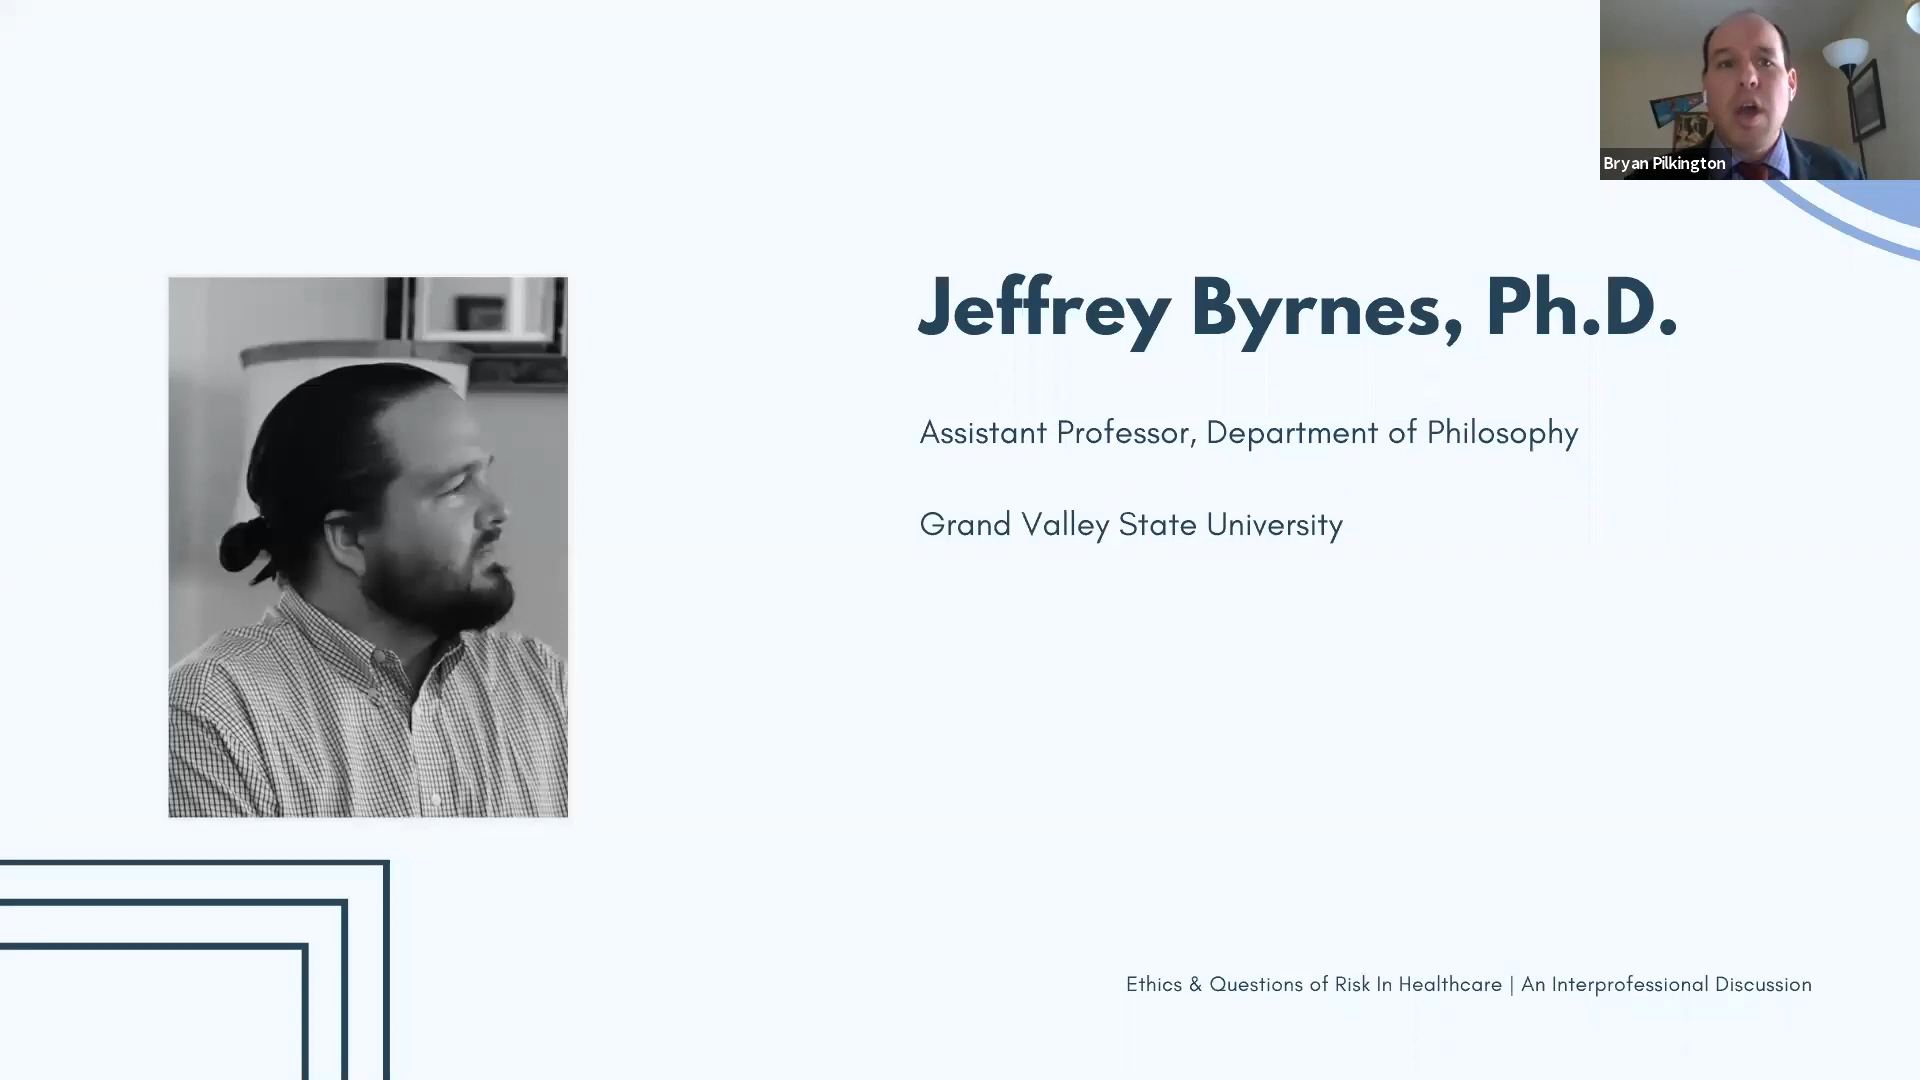 Bryan Pilkington
Jeffrey Byrnes, Ph.D.
Assistant Professor, Department of Philosophy
Grand Valley State University
Ethics & Questions of Risk In Healthcare | An Interprofessional Discussion